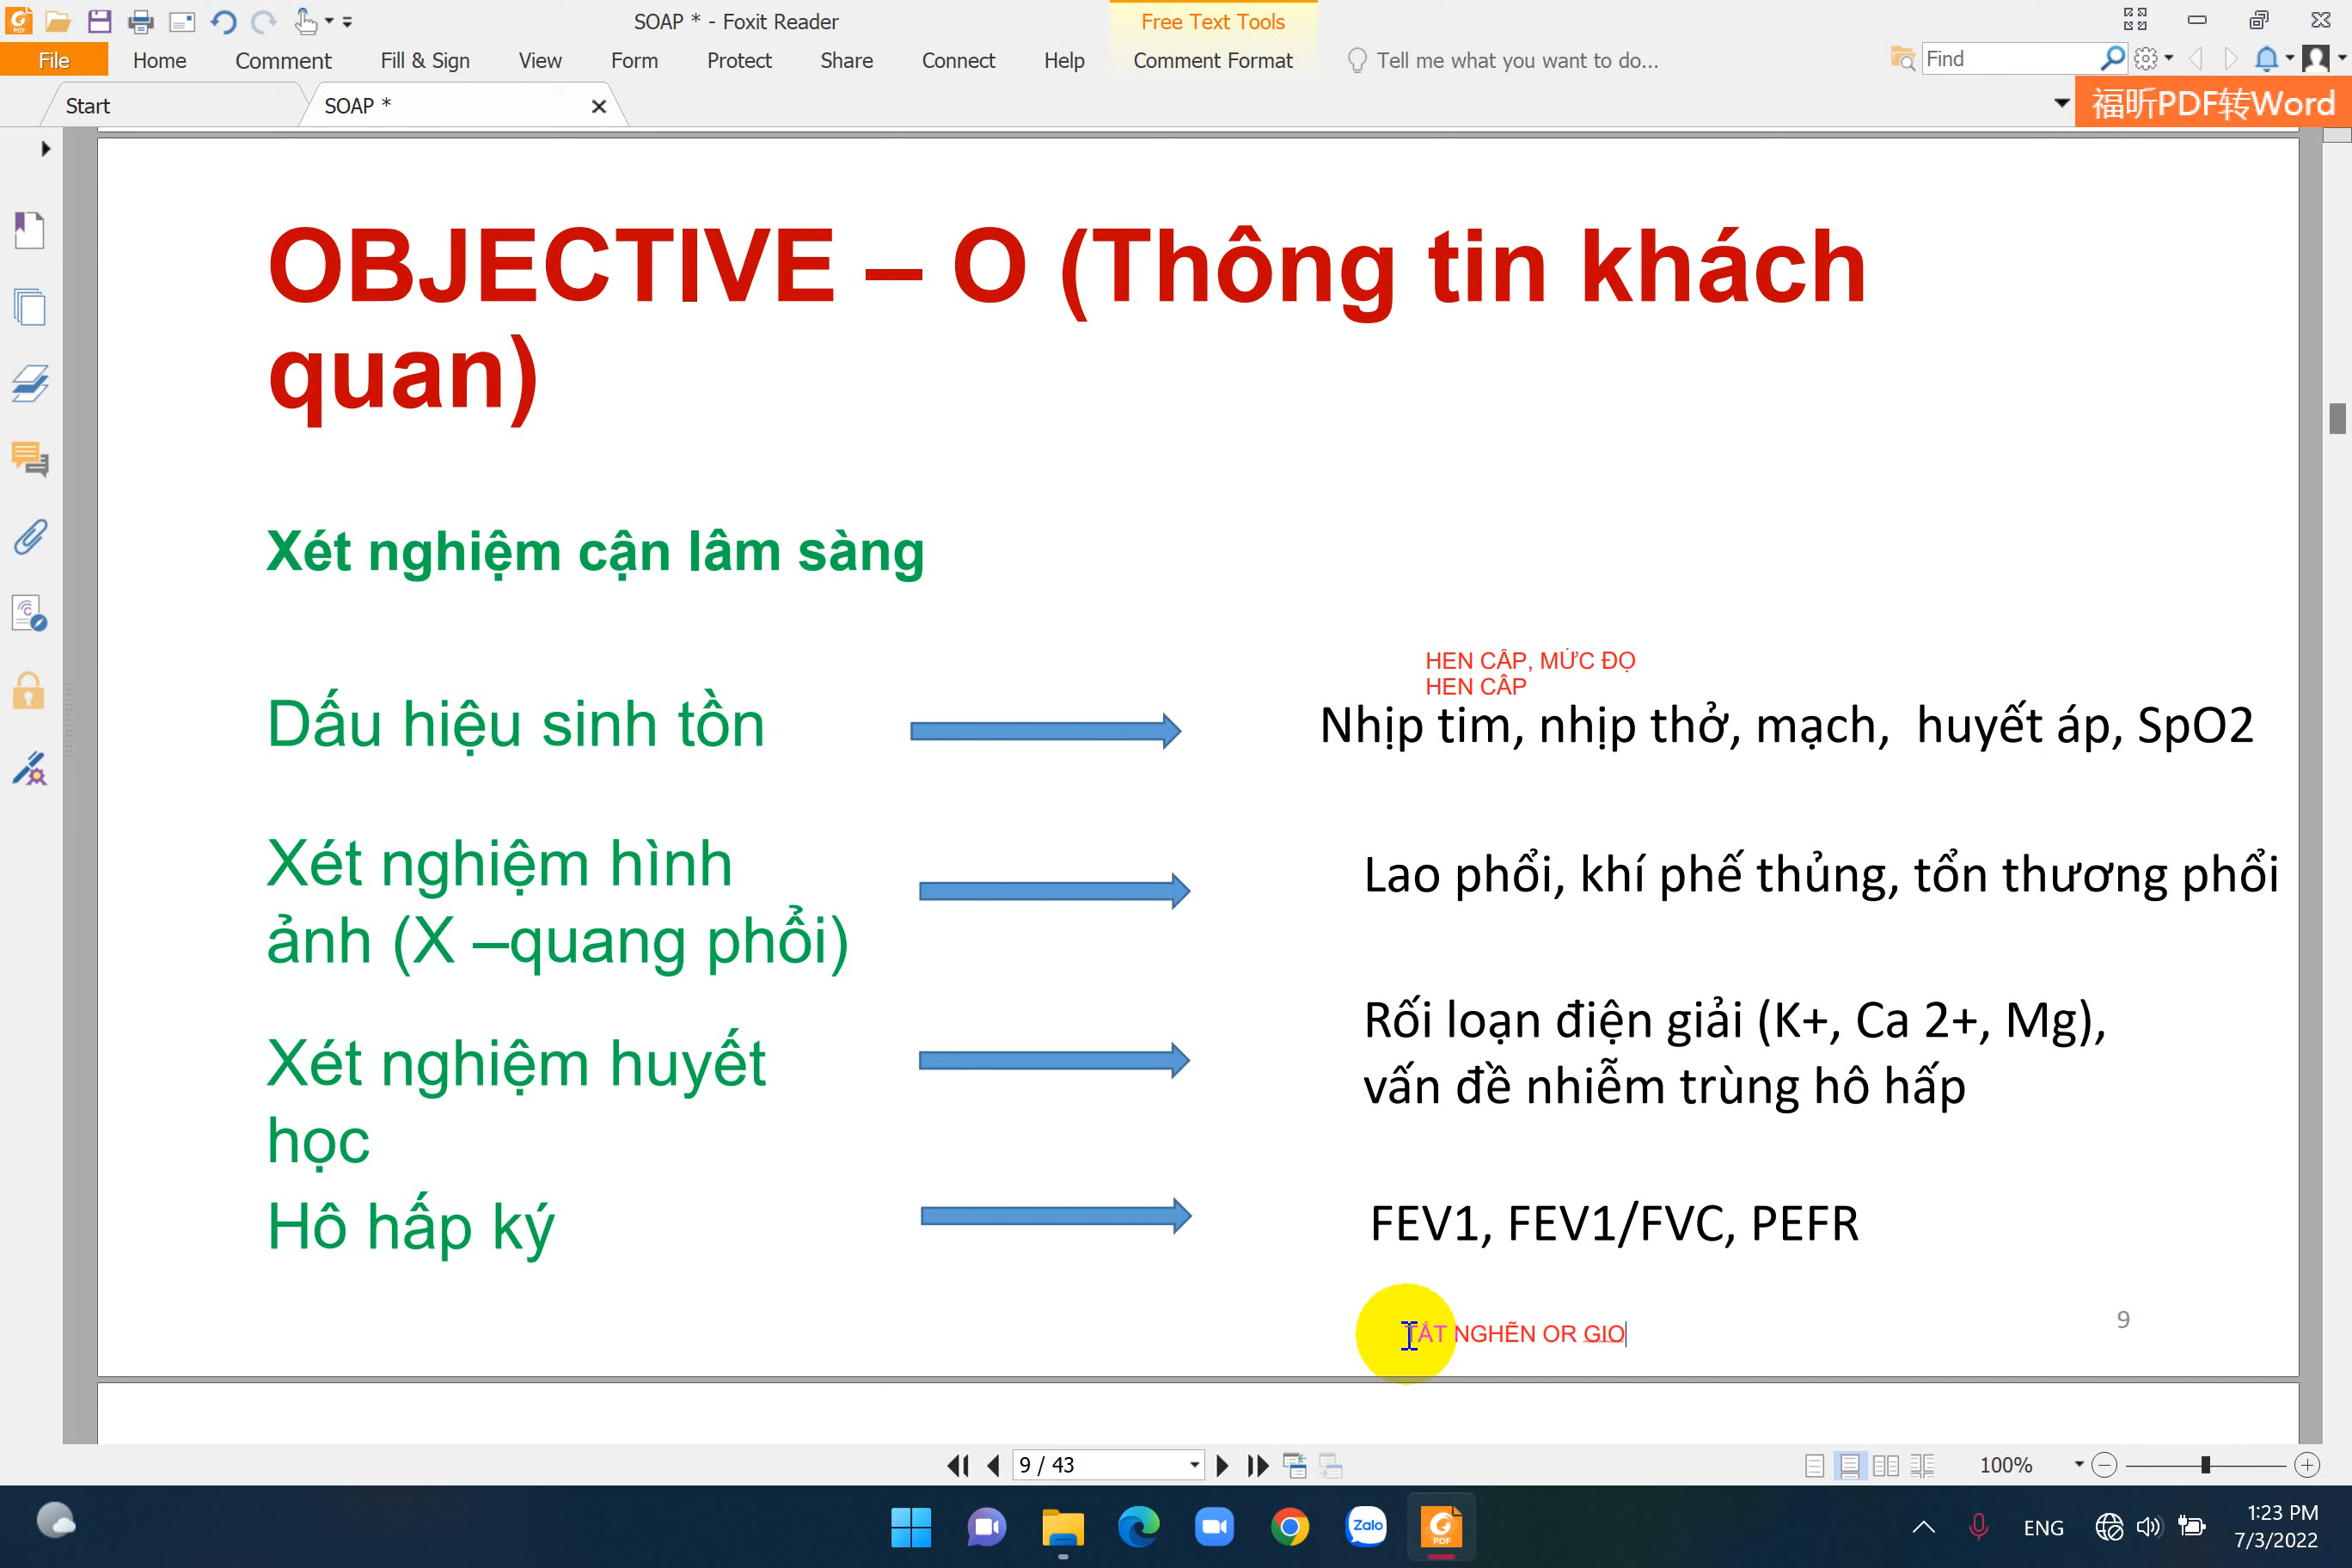 SOAP * - Foxit Reader
Free Text Tools
File
Home
Comment
Fill & Sign
View
Form
Protect
Share
Connect
Help
Comment Format
Tell me what you want to do...
Find
Start
SOAP *
福昕PDF转Word
OBJECTIVE – O (Thông tin khách
quan)
Xét nghiệm cận lâm sàng
HEN CẤP, MỨC ĐỌ
HEN CẤP
Dấu hiệu sinh tồn
Nhịp tim, nhịp thở, mạch,  huyết áp, SpO2
Xét nghiệm hình
ảnh (X –quang phổi)
Lao phổi, khí phế thủng, tổn thương phổi
Xét nghiệm huyết
học
Rối loạn điện giải (K+, Ca 2+, Mg),
vấn đề nhiễm trùng hô hấp
Hô hấp ký
FEV1, FEV1/FVC, PEFR
TẮT NGHẼN OR GIO
9
9 / 43
100%
Zalo
PDF
ENG
1:23 PM
7/3/2022